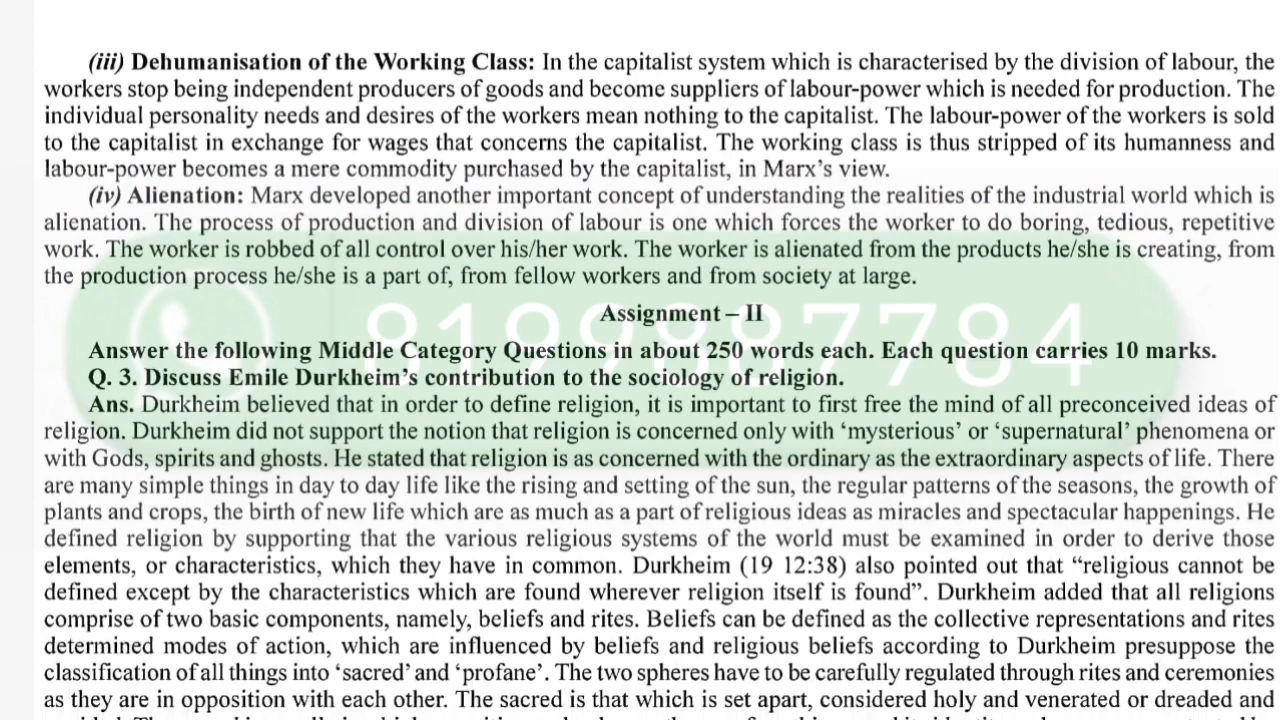 (iii) Dehumanisation of the Working Class: In the capitalist system which is characterised by the division of labour, the
workers stop being independent producers of goods and become suppliers of labour-power which is needed for production. The
individual personality needs and desires of the workers mean nothing to the capitalist. The labour-power of the workers is sold
to the capitalist in exchange for wages that concerns the capitalist. The working class is thus stripped of its humanness and
labour-power becomes a mere commodity purchased by the capitalist, in Marx's view.
(iv) Alienation: Marx developed another important concept of understanding the realities of the industrial world which is
alienation. The process of production and division of labour is one which forces the worker to do boring, tedious, repetitive
work. The worker is robbed of all control over his/her work. The worker is alienated from the products he/she is creating, from
the production process he/she is a part of, from fellow workers and from society at large.
8199887784
Assignment – II
Answer the following Middle Category Questions in about 250 words each. Each question carries 10 marks.
Q. 3. Discuss Emile Durkheim's contribution to the sociology of religion.
Ans. Durkheim believed that in order to define religion, it is important to first free the mind of all preconceived ideas of
religion. Durkheim did not support the notion that religion is concerned only with 'mysterious' or 'supernatural' phenomena or
with Gods, spirits and ghosts. He stated that religion is as concerned with the ordinary as the extraordinary aspects of life. There
are many simple things in day to day life like the rising and setting of the sun, the regular patterns of the seasons, the growth of
plants and crops, the birth of new life which are as much as a part of religious ideas as miracles and spectacular happenings. He
defined religion by supporting that the various religious systems of the world must be examined in order to derive those
elements, or characteristics, which they have in common. Durkheim (19 12:38) also pointed out that "religious cannot be
defined except by the characteristics which are found wherever religion itself is found". Durkheim added that all religions
comprise of two basic components, namely, beliefs and rites. Beliefs can be defined as the collective representations and rites
determined modes of action, which are influenced by beliefs and religious beliefs according to Durkheim presuppose the
classification of all things into 'sacred' and 'profane'. The two spheres have to be carefully regulated through rites and ceremonies
as they are in opposition with each other. The sacred is that which is set apart, considered holy and venerated or dreaded and